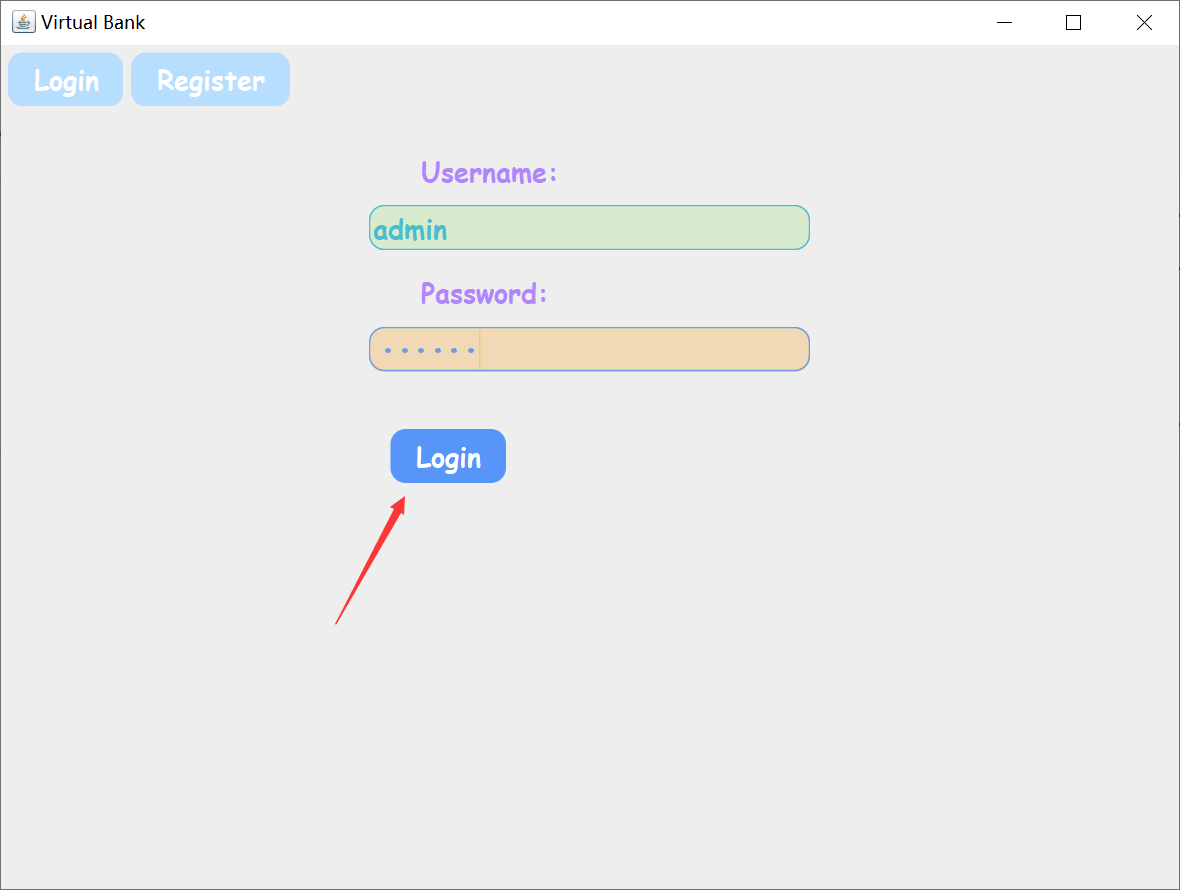 Virtual Bank
Login Register
Username:
admin
Password:
Login